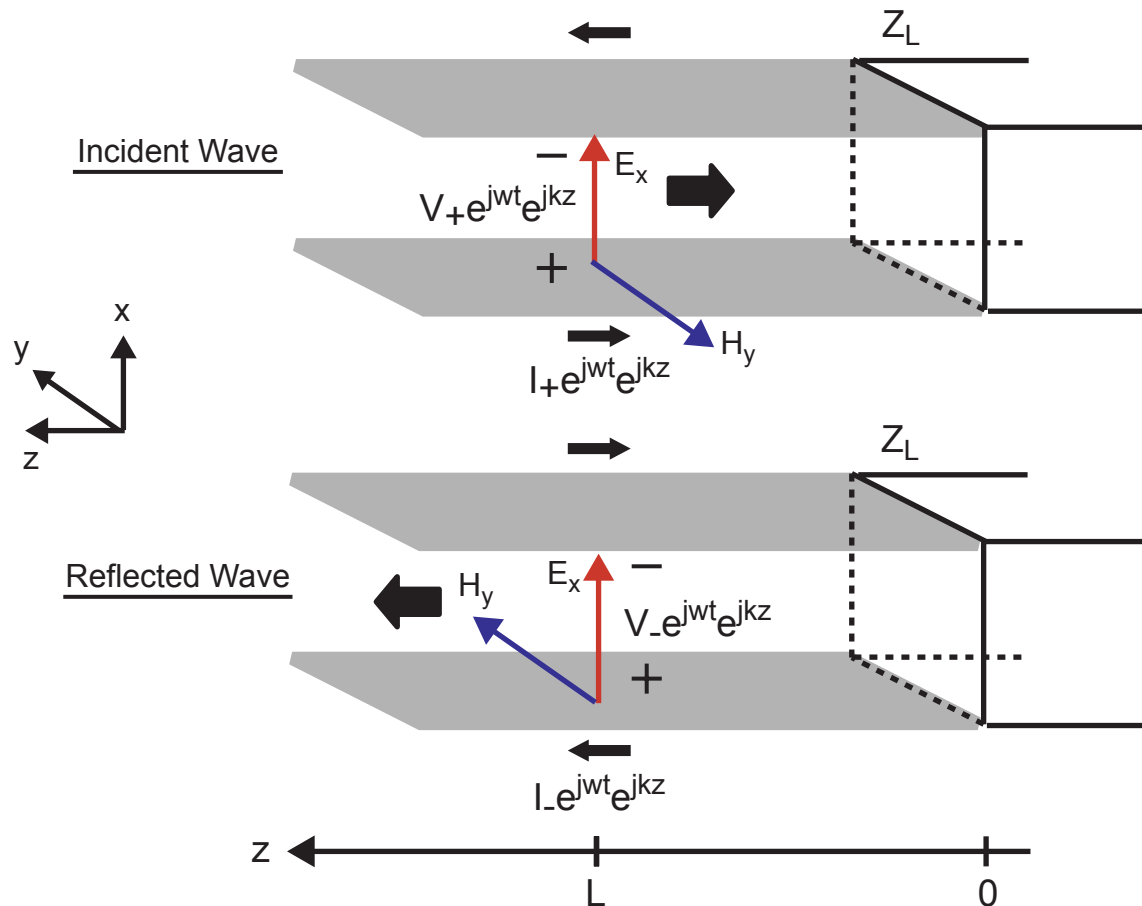 Z_L
Incident Wave
−
E_x
V₊e^{jwt}e^{jkz}
+
H_y
I₊e^{jwt}e^{jkz}
x
y
z
Z_L
Reflected Wave
H_y
E_x
−
V₋e^{jwt}e^{jkz}
+
I₋e^{jwt}e^{jkz}
z
L
0